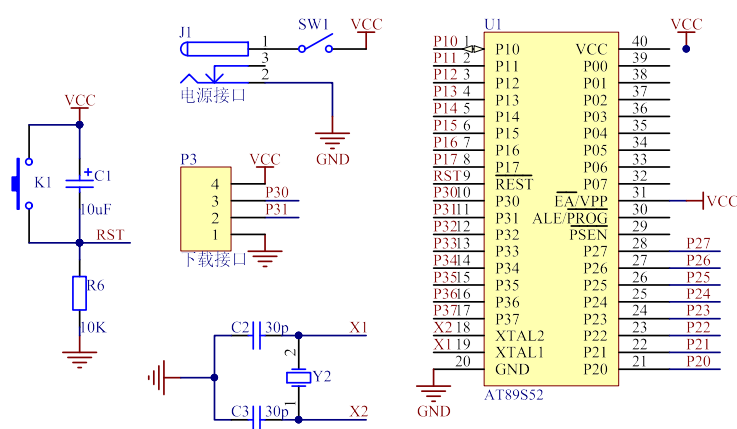 J1
SW1
VCC
1
3
2
电源接口
GND
VCC
K1
C1
10uF
RST
R6
10K
P3
VCC
4
3 P30
2 P31
1
下载接口
C2 30p X1
2
Y2
1
C3 30p X2
U1
VCC
P10 1 P10 VCC 40
P11 2 P11 P00 39
P12 3 P12 P01 38
P13 4 P13 P02 37
P14 5 P14 P03 36
P15 6 P15 P04 35
P16 7 P16 P05 34
P17 8 P17 P06 33
RST 9 REST P07 32
P30 10 P30 EA/VPP 31 VCC
P31 11 P31 ALE/PROG 30
P32 12 P32 PSEN 29
P33 13 P33 P27 28 P27
P34 14 P34 P26 27 P26
P35 15 P35 P25 26 P25
P36 16 P36 P24 25 P24
P37 17 P37 P23 24 P23
X2 18 XTAL2 P22 23 P22
X1 19 XTAL1 P21 22 P21
20 GND P20 21 P20
GND
AT89S52